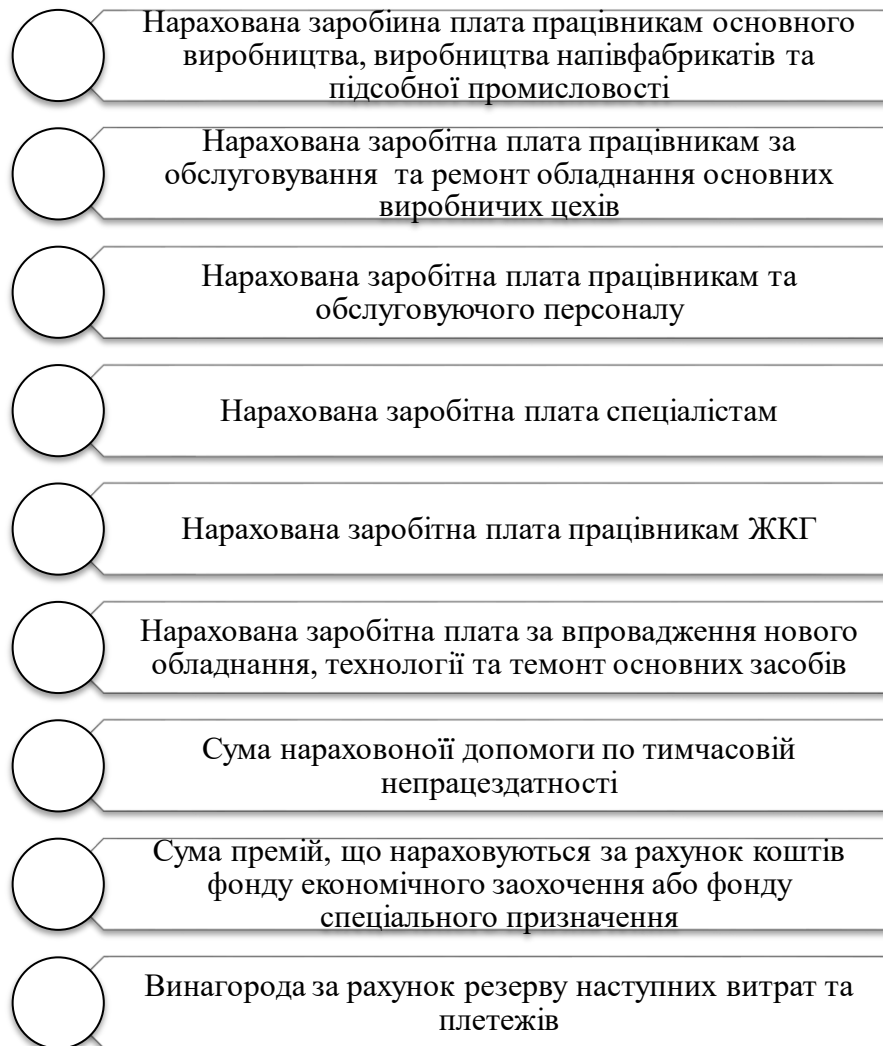 Нарахована заробіина плата працівникам основного
виробництва, виробництва напівфабрикатів та
підсобної промисловості
Нарахована заробітна плата працівникам за
обслуговування та ремонт обладнання основних
виробничих цехів
Нарахована заробітна плата працівникам та
обслуговуючого персоналу
Нарахована заробітна плата спеціалістам
Нарахована заробітна плата працівникам ЖКГ
Нарахована заробітна плата за впровадження нового
обладнання, технології та темонт основних засобів
Сума нараховоноїї допомоги по тимчасовій
непрацездатності
Сума премій, що нараховуються за рахунок коштів
фонду економічного заохочення або фонду
спеціального призначення
Винагорода за рахунок резерву наступних витрат та
плетежів